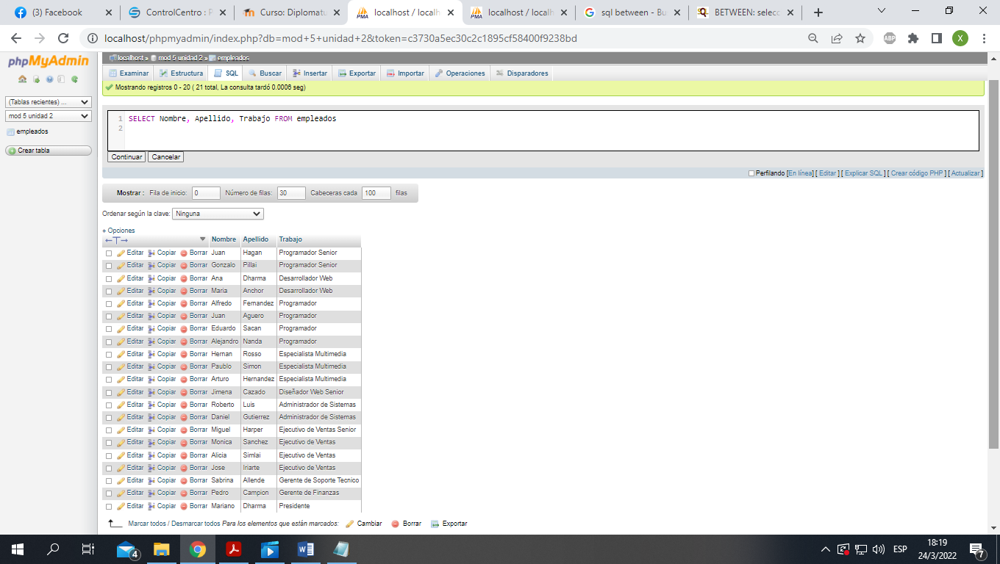 (3) Facebook
ControlCentro : P
Curso: Diplomatu
localhost / localh
localhost / localh
sql between - Bu
BETWEEN: selecc
localhost/phpmyadmin/index.php?db=mod+5+unidad+2&token=c3730a5ec30c2c1895cf58400f9238bd
ABP
X
phpMyAdmin
(Tablas recientes) ...
mod 5 unidad 2
empleados
Crear tabla
localhost » mod 5 unidad 2 » empleados
Examinar Estructura SQL Buscar Insertar Exportar Importar Operaciones Disparadores
Mostrando registros 0 - 20 ( 21 total, La consulta tardó 0.0006 seg)
1 SELECT Nombre, Apellido, Trabajo FROM empleados
2
Continuar Cancelar
Perfilando [En línea] [ Editar ] [ Explicar SQL ] [ Crear código PHP ] [ Actualizar ]
Mostrar : Fila de inicio: 0 Número de filas: 30 Cabeceras cada 100 filas
Ordenar según la clave: Ninguna
+ Opciones
←T→ Nombre Apellido Trabajo
Editar Copiar Borrar Juan Hagan Programador Senior
Editar Copiar Borrar Gonzalo Pillai Programador Senior
Editar Copiar Borrar Ana Dharma Desarrollador Web
Editar Copiar Borrar Maria Anchor Desarrollador Web
Editar Copiar Borrar Alfredo Fernandez Programador
Editar Copiar Borrar Juan Aguero Programador
Editar Copiar Borrar Eduardo Sacan Programador
Editar Copiar Borrar Alejandro Nanda Programador
Editar Copiar Borrar Hernan Rosso Especialista Multimedia
Editar Copiar Borrar Paublo Simon Especialista Multimedia
Editar Copiar Borrar Arturo Hernandez Especialista Multimedia
Editar Copiar Borrar Jimena Cazado Diseñador Web Senior
Editar Copiar Borrar Roberto Luis Administrador de Sistemas
Editar Copiar Borrar Daniel Gutierrez Administrador de Sistemas
Editar Copiar Borrar Miguel Harper Ejecutivo de Ventas Senior
Editar Copiar Borrar Monica Sanchez Ejecutivo de Ventas
Editar Copiar Borrar Alicia Simlai Ejecutivo de Ventas
Editar Copiar Borrar Jose Iriarte Ejecutivo de Ventas
Editar Copiar Borrar Sabrina Allende Gerente de Soporte Tecnico
Editar Copiar Borrar Pedro Campion Gerente de Finanzas
Editar Copiar Borrar Mariano Dharma Presidente
Marcar todos / Desmarcar todos Para los elementos que están marcados: Cambiar Borrar Exportar
4
ESP
18:19
24/3/2022
7